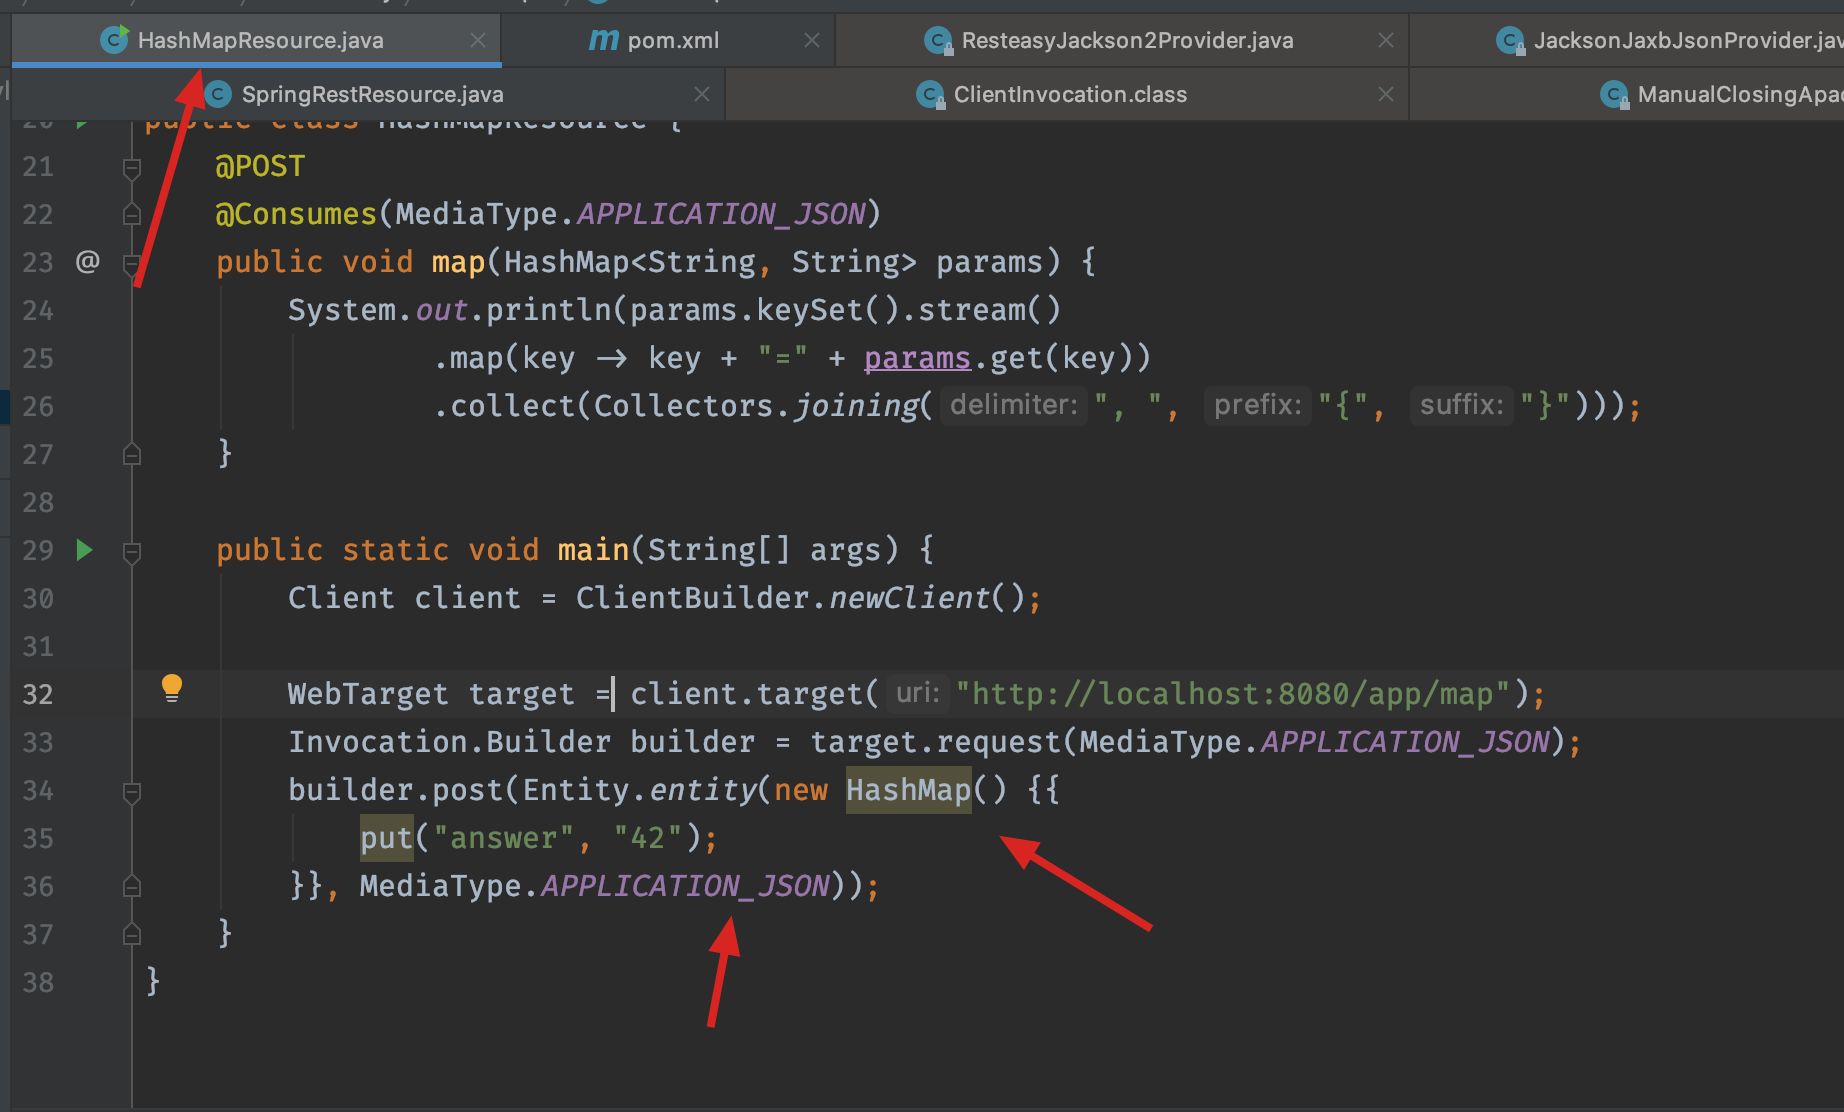 HashMapResource.java pom.xml ResteasyJackson2Provider.java JacksonJaxbJsonProvider.jav
SpringRestResource.java ClientInvocation.class ManualClosingApac
20 public class HashMapResource {
21 @POST
22 @Consumes(MediaType.APPLICATION_JSON)
23 @ public void map(HashMap<String, String> params) {
24 System.out.println(params.keySet().stream()
25 .map(key → key + "=" + params.get(key))
26 .collect(Collectors.joining( delimiter: ", ", prefix: "{", suffix: "}")));
27 }
28
29 public static void main(String[] args) {
30 Client client = ClientBuilder.newClient();
31
32 WebTarget target = client.target( uri: "http://localhost:8080/app/map");
33 Invocation.Builder builder = target.request(MediaType.APPLICATION_JSON);
34 builder.post(Entity.entity(new HashMap() {{
35 put("answer", "42");
36 }}, MediaType.APPLICATION_JSON));
37 }
38 }